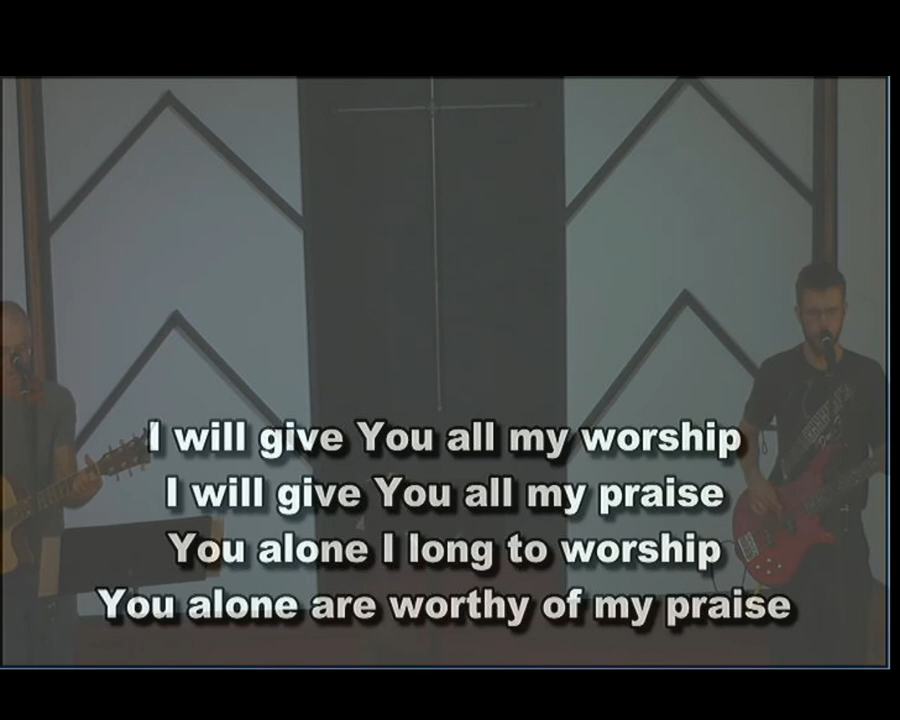 I will give You all my worship
I will give You all my praise
You alone I long to worship
You alone are worthy of my praise